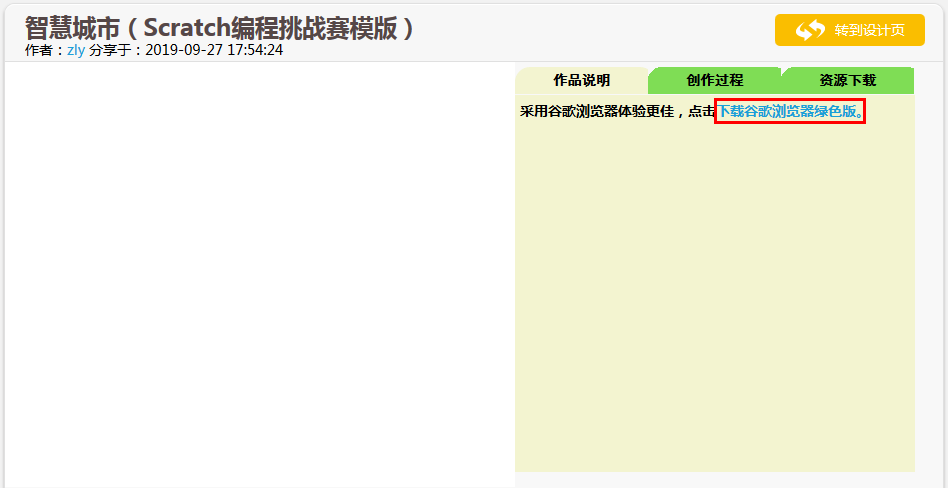 智慧城市（Scratch编程挑战赛模版）
作者：zly 分享于：2019-09-27 17:54:24
转到设计页
作品说明 创作过程 资源下载
采用谷歌浏览器体验更佳，点击下载谷歌浏览器绿色版。